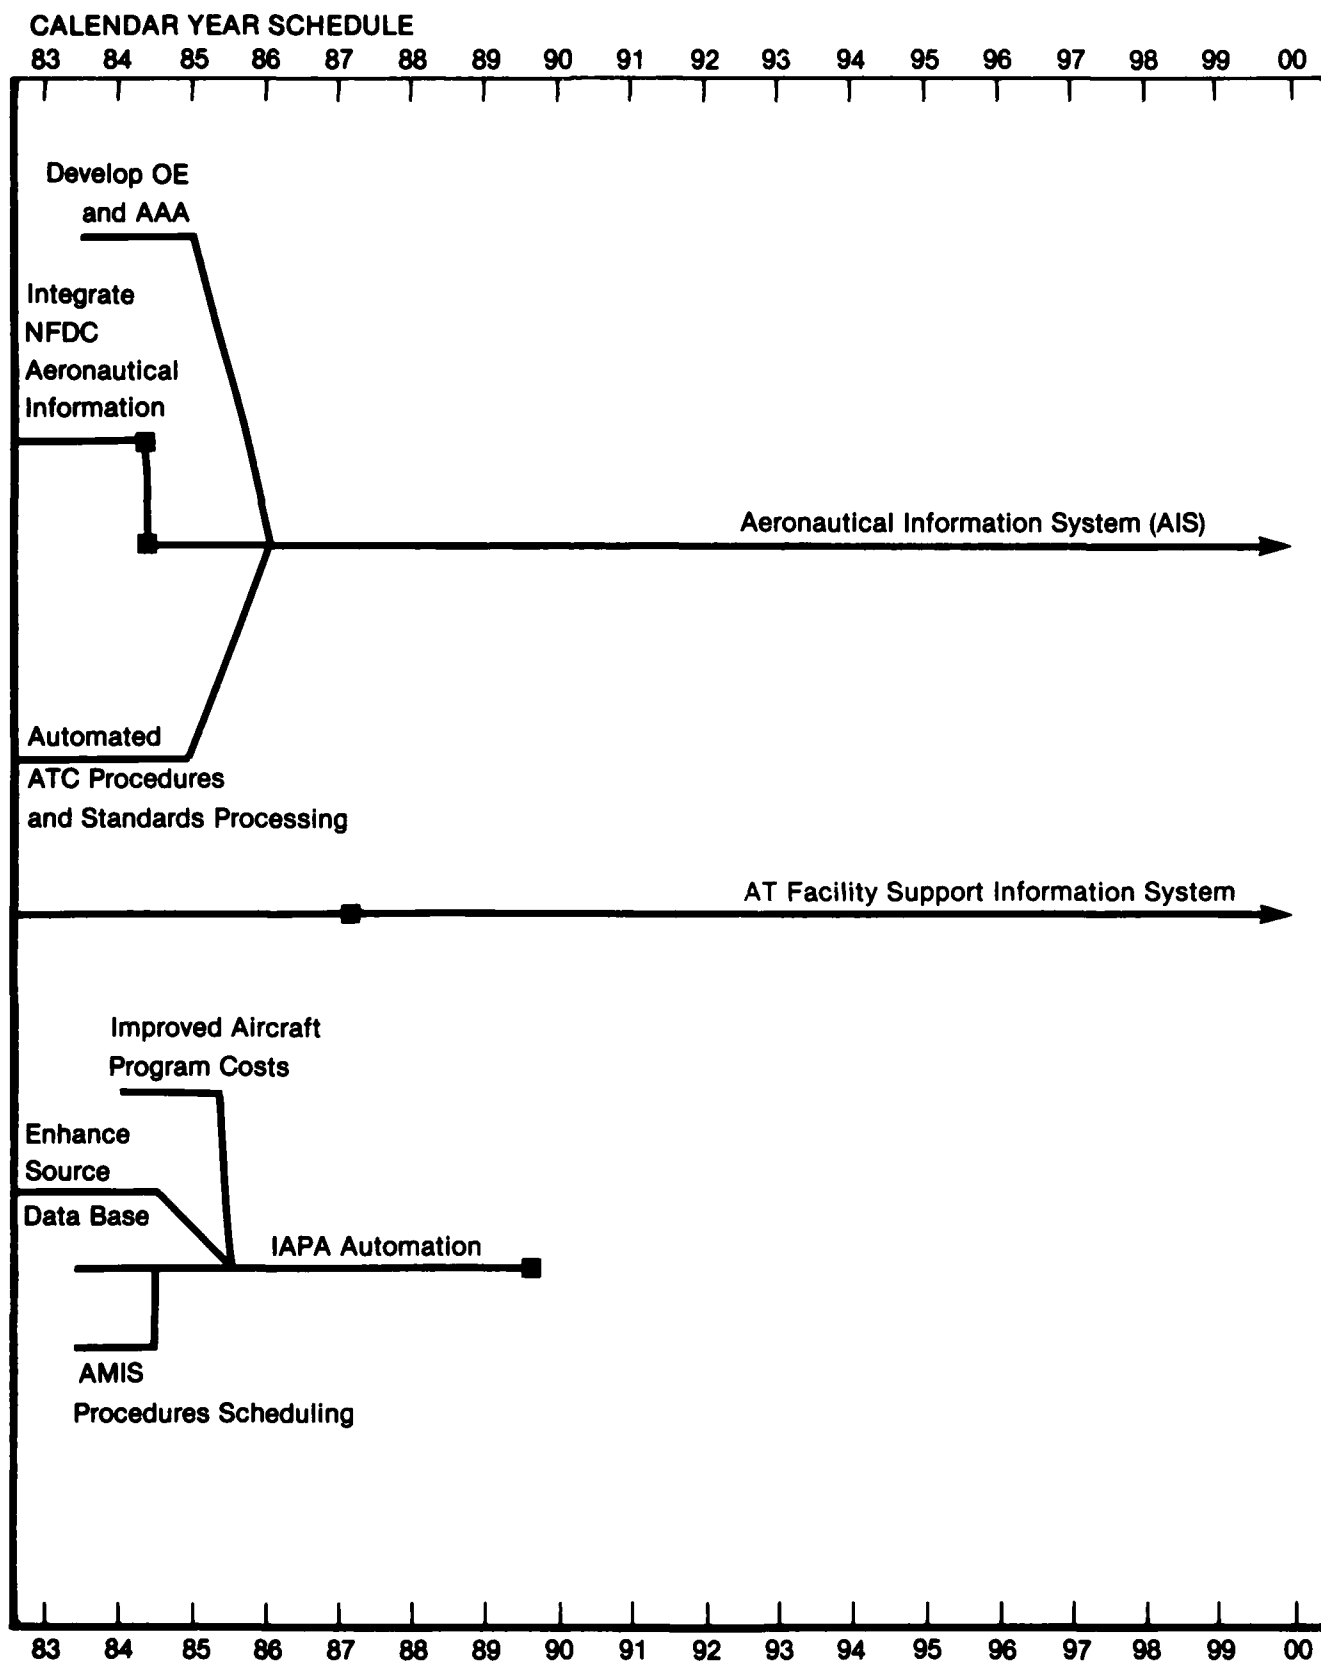 CALENDAR YEAR SCHEDULE
83 84 85 86 87 88 89 90 91 92 93 94 95 96 97 98 99 00
Develop OE
and AAA
Integrate
NFDC
Aeronautical
Information
Aeronautical Information System (AIS)
Automated
ATC Procedures
and Standards Processing
AT Facility Support Information System
Improved Aircraft
Program Costs
Enhance
Source
Data Base
IAPA Automation
AMIS
Procedures Scheduling
83 84 85 86 87 88 89 90 91 92 93 94 95 96 97 98 99 00